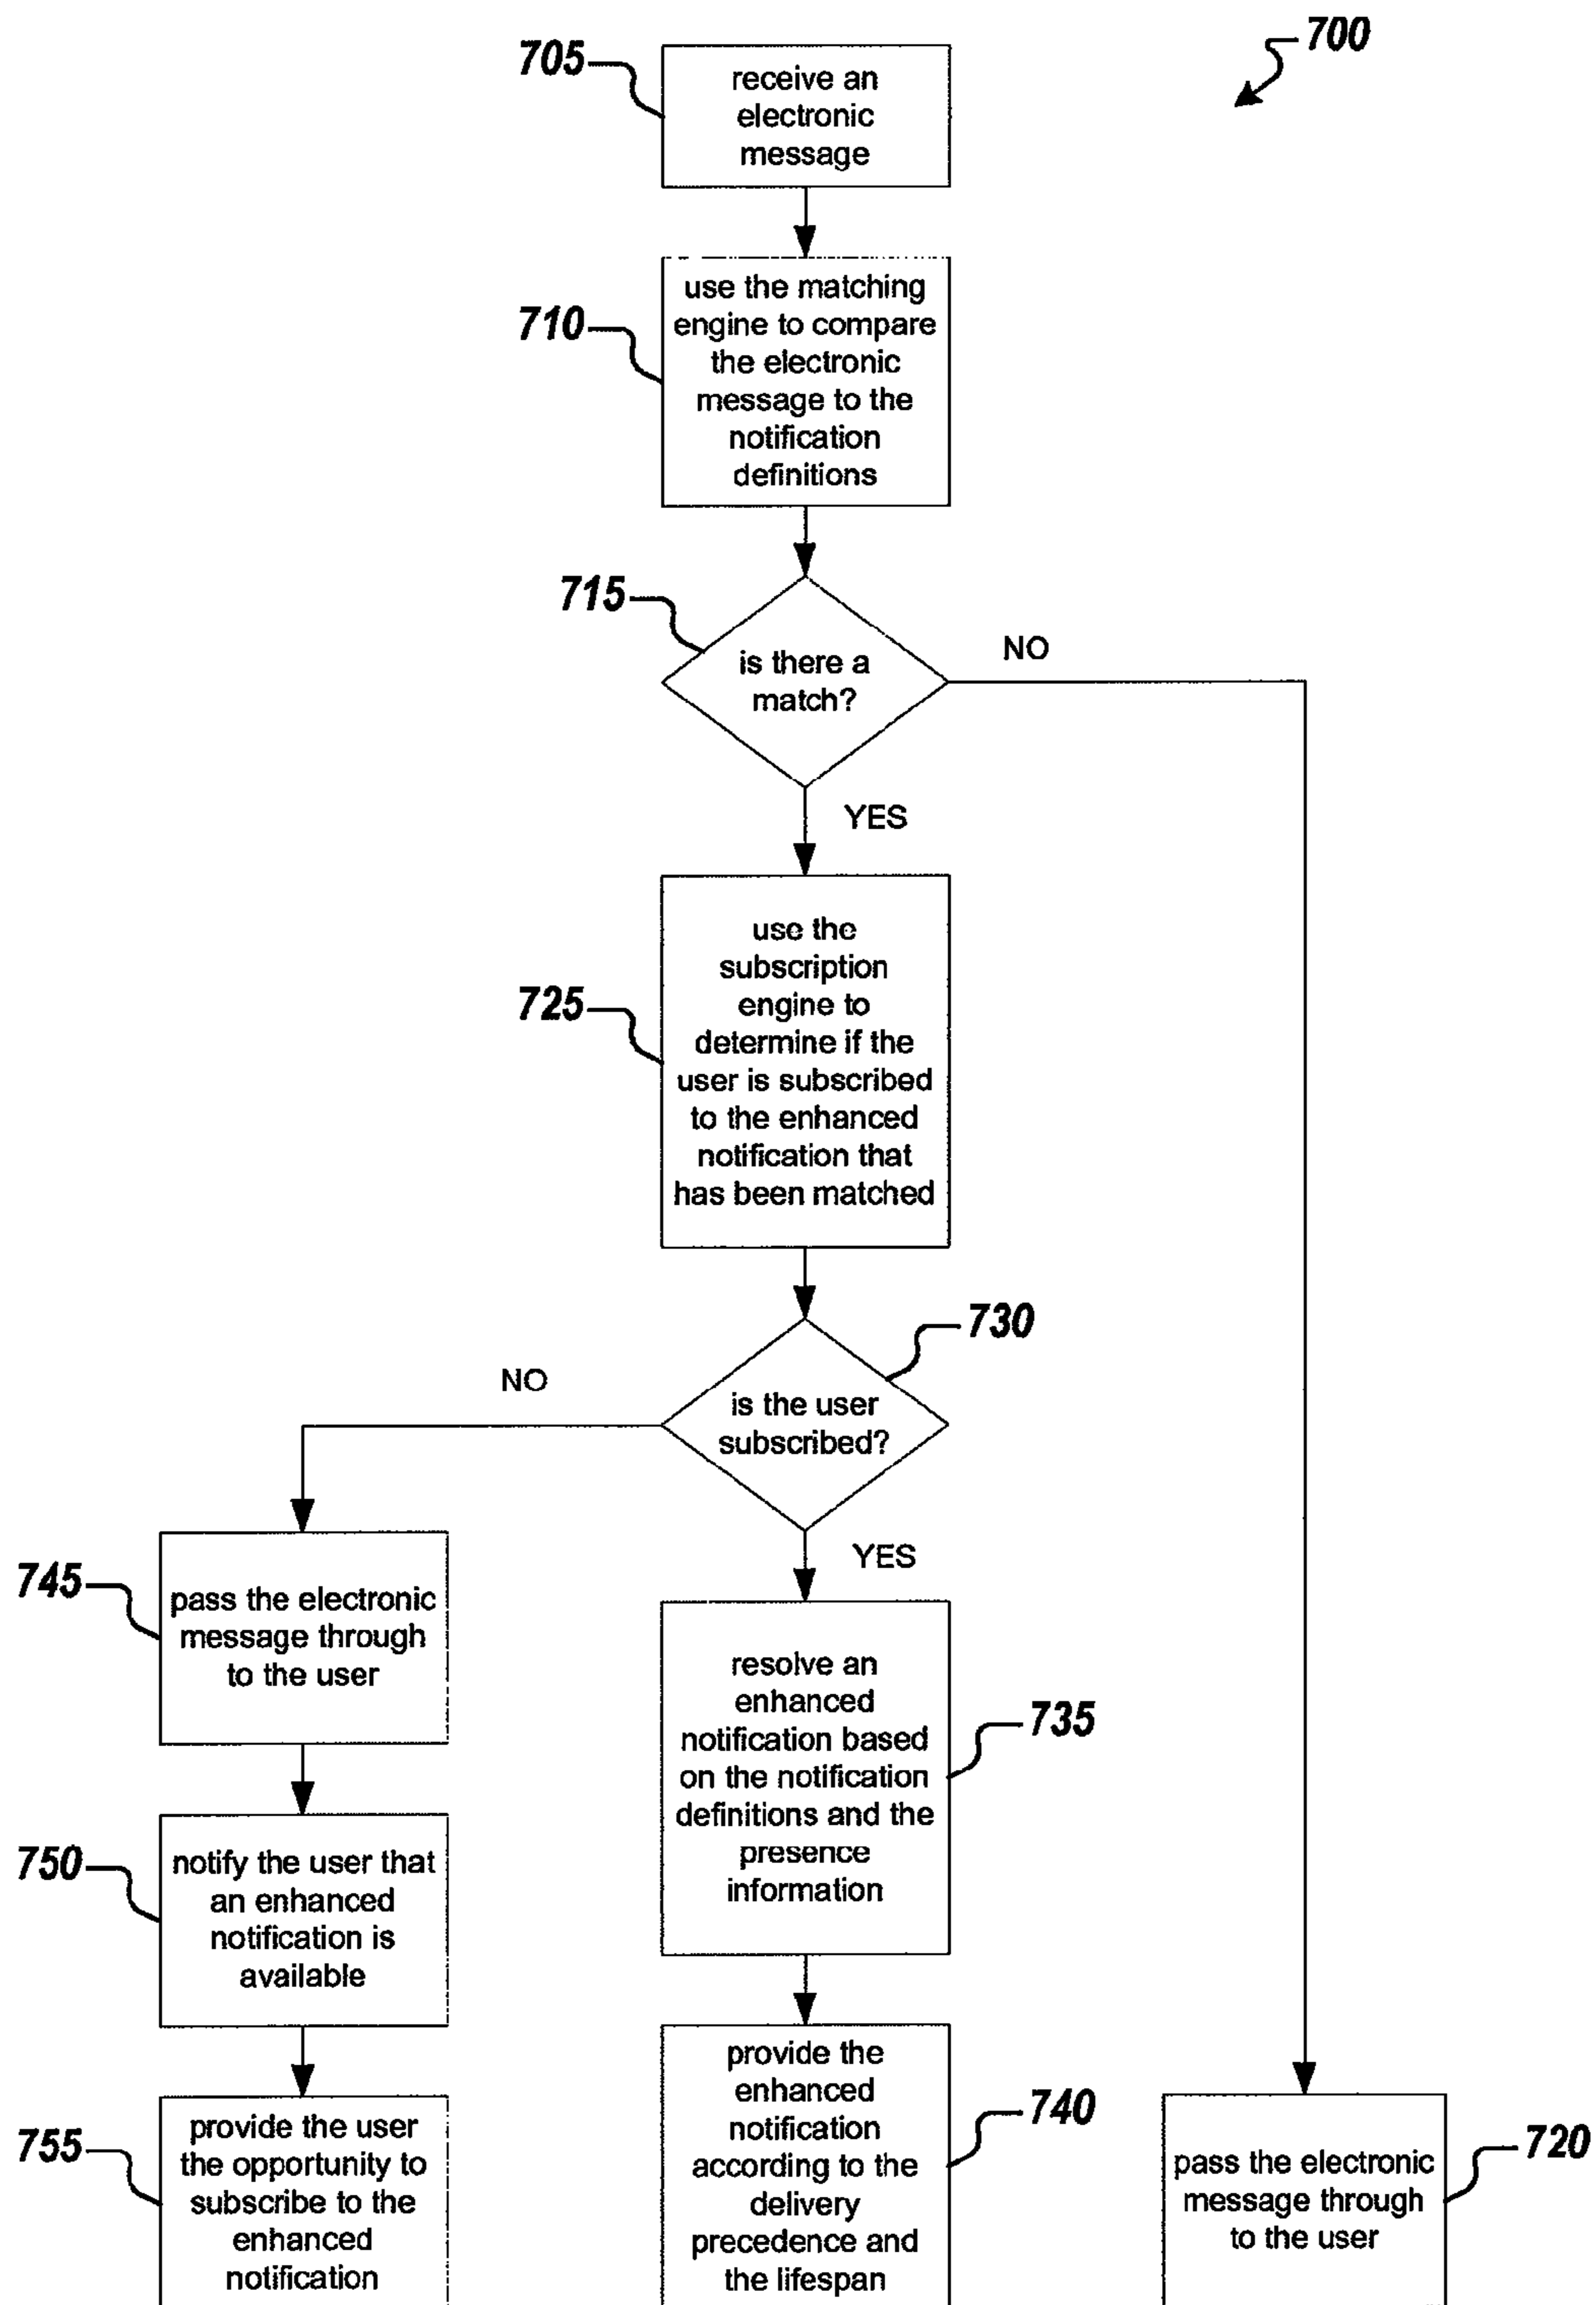 700
705
receive an
electronic
message
710
use the matching
engine to compare
the electronic
message to the
notification
definitions
715
is there a
match?
NO
YES
725
use the
subscription
engine to
determine if the
user is subscribed
to the enhanced
notification that
has been matched
730
is the user
subscribed?
NO
YES
745
pass the electronic
message through
to the user
735
resolve an
enhanced
notification based
on the notification
definitions and the
presence
information
750
notify the user that
an enhanced
notification is
available
755
provide the user
the opportunity to
subscribe to the
enhanced
notification
740
provide the
enhanced
notification
according to the
delivery
precedence and
the lifespan
720
pass the electronic
message through
to the user